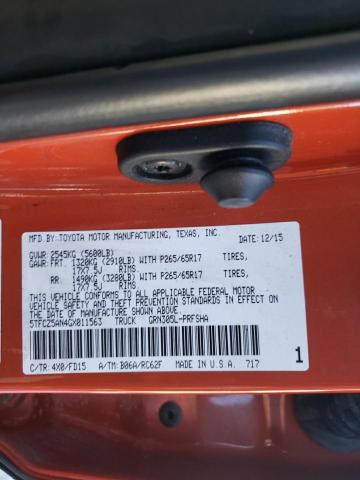 MFD.BY:TOYOTA MOTOR MANUFACTURING, TEXAS, INC. DATE: 12/15
GVWR: 2545KG (5600LB)
GAWR: FRT. 1320KG (2910LB) WITH P265/65R17 TIRES,
17X7.5J RIMS
RR. 1490KG (3280LB) WITH P265/65R17 TIRES,
17X7.5J RIMS
THIS VEHICLE CONFORMS TO ALL APPLICABLE FEDERAL MOTOR
VEHICLE SAFETY AND THEFT PREVENTION STANDARDS IN EFFECT
ON THE DATE OF MANUFACTURE SHOWN ABOVE.
5TFCZ5AN4GX011563 TRUCK GRN305L-PRFSHA
C/TR: 4X0/FD15 A/TM: B06A/RC62F MADE IN U.S.A. 717 1